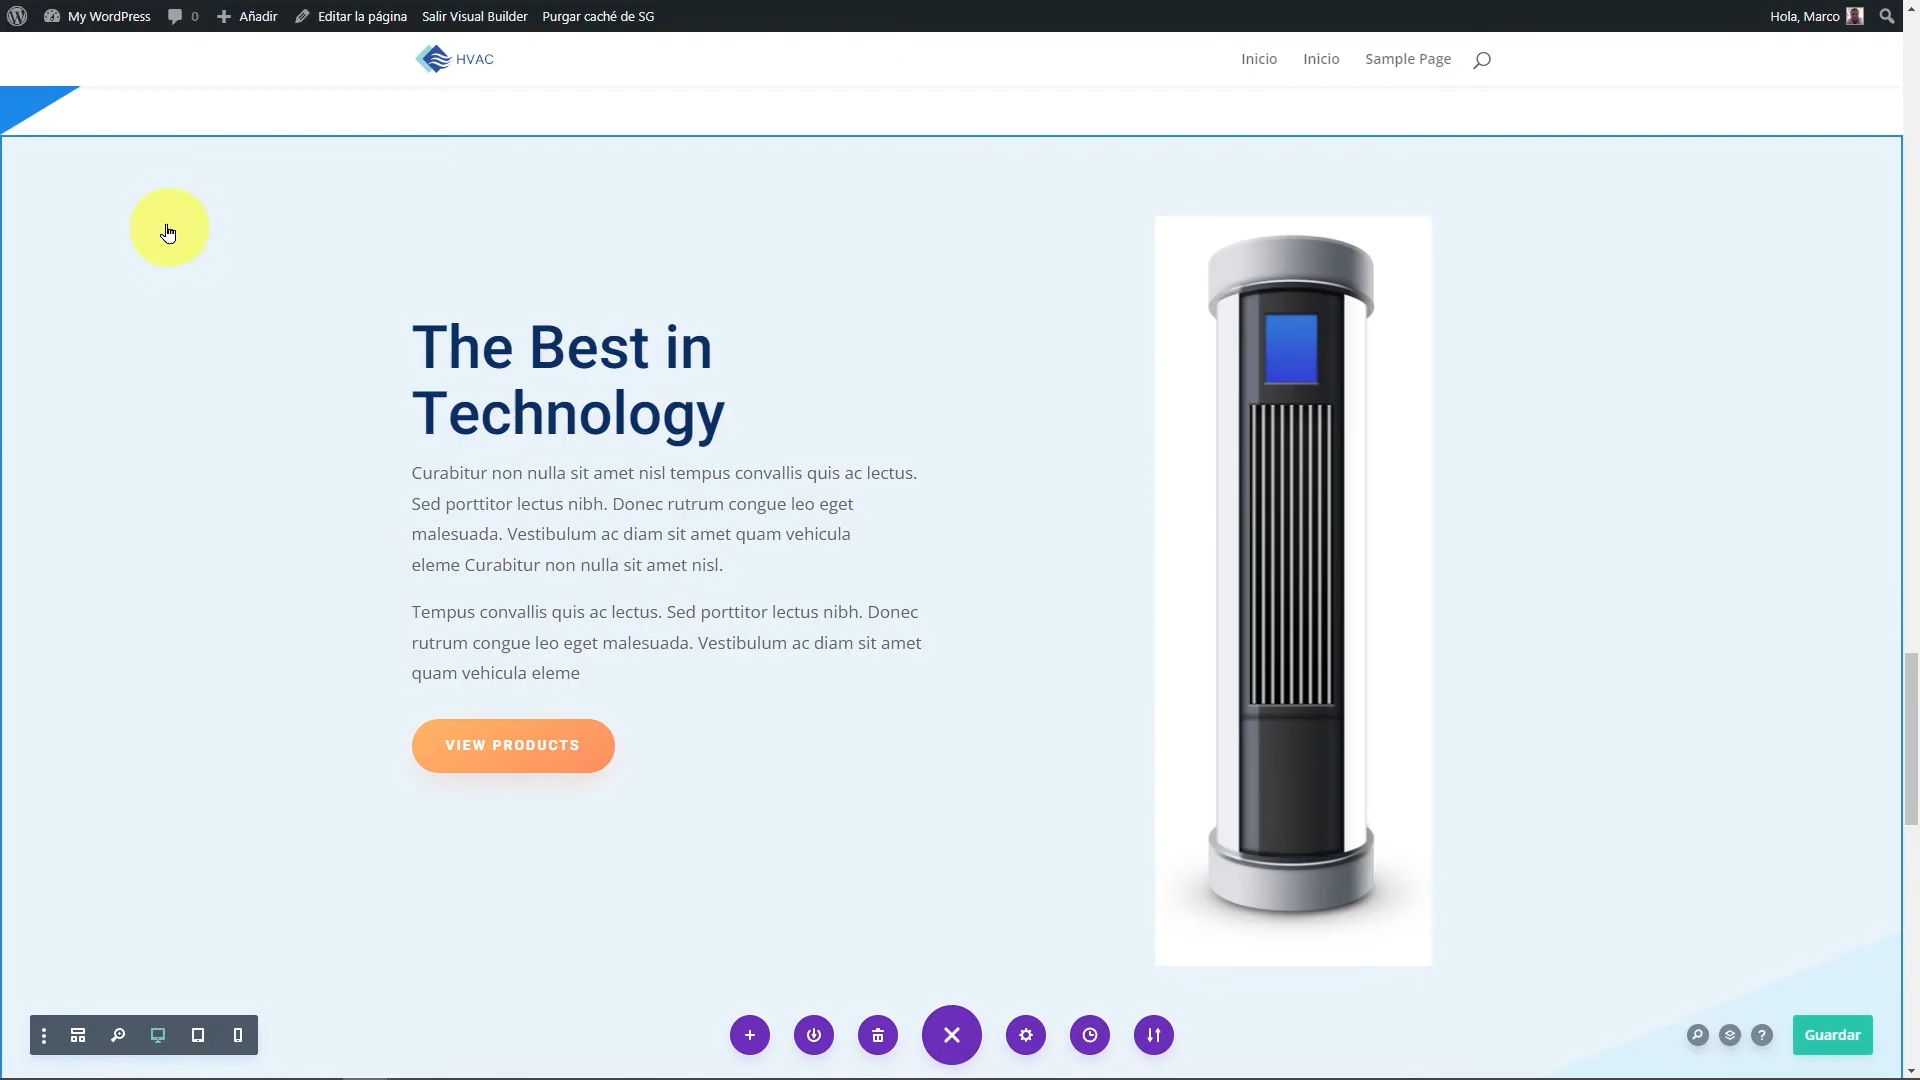 My WordPress 0 Añadir Editar la página Salir Visual Builder Purgar caché de SG Hola, Marco
HVAC Inicio Inicio Sample Page
The Best in
Technology
Curabitur non nulla sit amet nisl tempus convallis quis ac lectus.
Sed porttitor lectus nibh. Donec rutrum congue leo eget
malesuada. Vestibulum ac diam sit amet quam vehicula
eleme Curabitur non nulla sit amet nisl.
Tempus convallis quis ac lectus. Sed porttitor lectus nibh. Donec
rutrum congue leo eget malesuada. Vestibulum ac diam sit amet
quam vehicula eleme
VIEW PRODUCTS
? Guardar